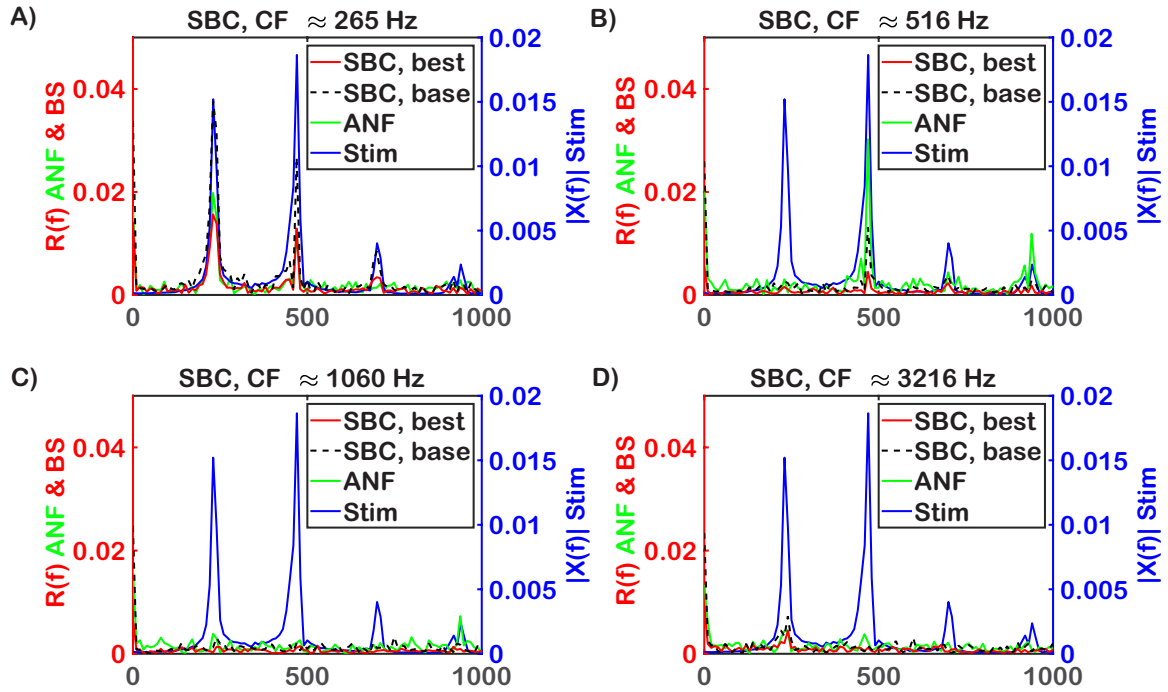 A)
SBC, CF ≈ 265 Hz
R(f) ANF & BS
0.04
0.02
0
0.02
0.015
0.01
0.005
0
|X(f)| Stim
SBC, best
SBC, base
ANF
Stim
0
500
1000
B)
SBC, CF ≈ 516 Hz
R(f) ANF & BS
0.04
0.02
0
0.02
0.015
0.01
0.005
0
|X(f)| Stim
SBC, best
SBC, base
ANF
Stim
0
500
1000
C)
SBC, CF ≈ 1060 Hz
R(f) ANF & BS
0.04
0.02
0
0.02
0.015
0.01
0.005
0
|X(f)| Stim
SBC, best
SBC, base
ANF
Stim
0
500
1000
D)
SBC, CF ≈ 3216 Hz
R(f) ANF & BS
0.04
0.02
0
0.02
0.015
0.01
0.005
0
|X(f)| Stim
SBC, best
SBC, base
ANF
Stim
0
500
1000